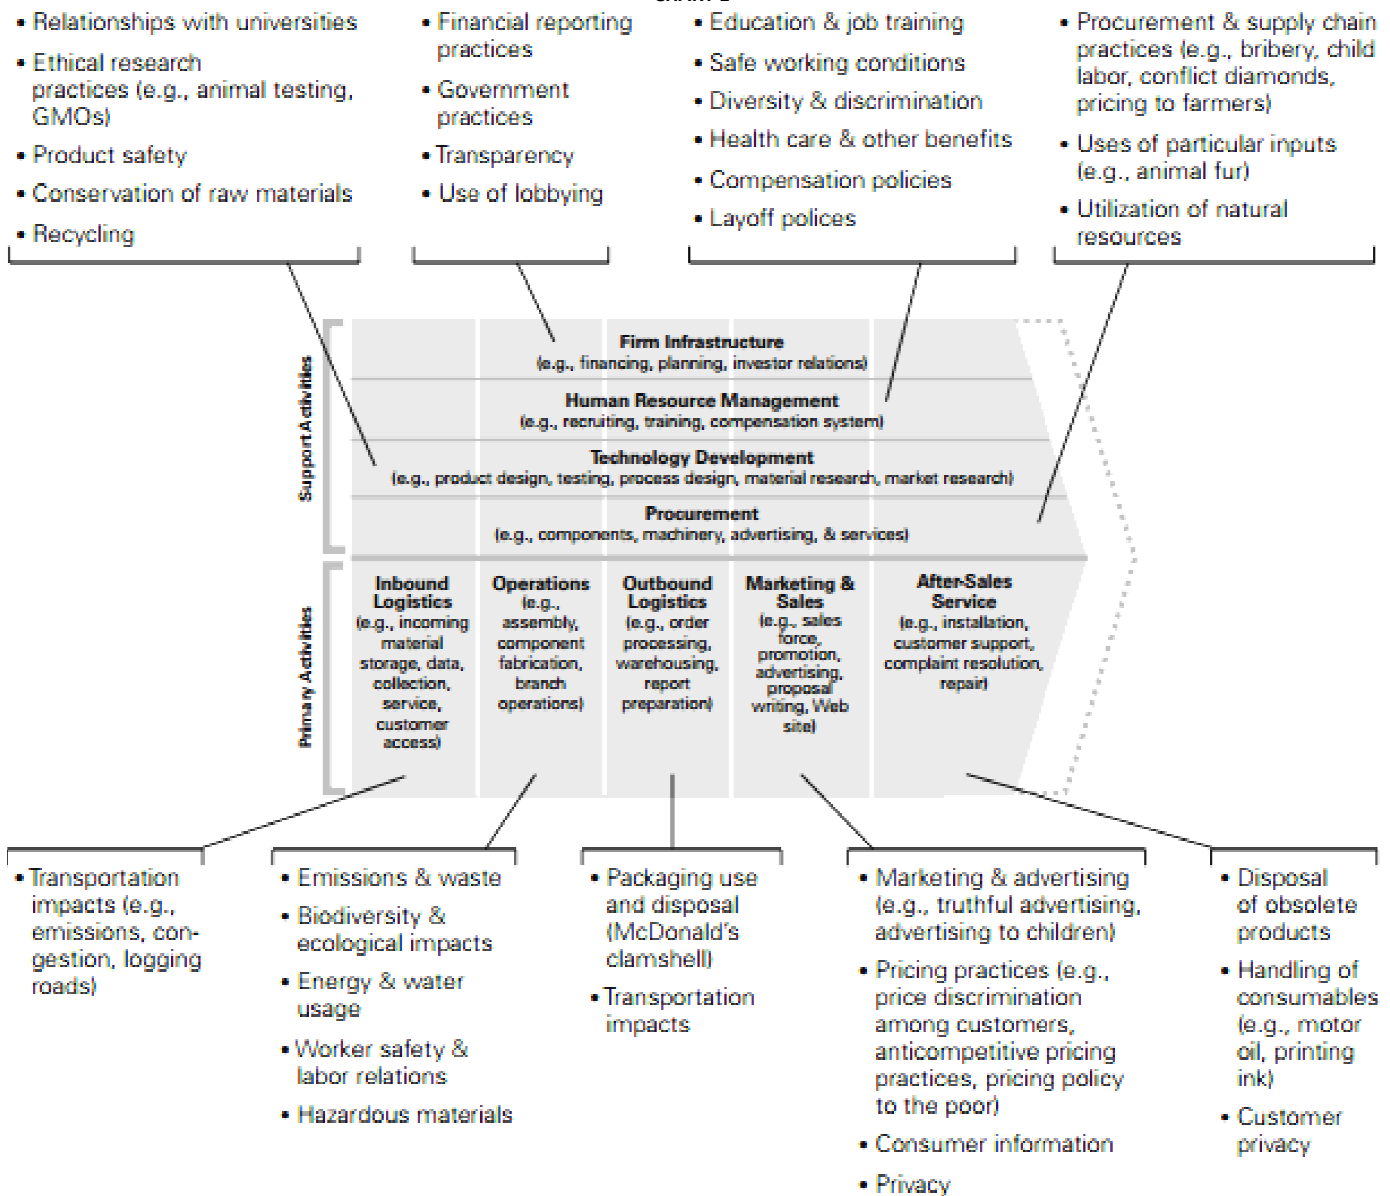 • Relationships with universities
• Ethical research
practices (e.g., animal testing,
GMOs)
• Product safety
• Conservation of raw materials
• Recycling
• Financial reporting
practices
• Government
practices
• Transparency
• Use of lobbying
• Education & job training
• Safe working conditions
• Diversity & discrimination
• Health care & other benefits
• Compensation policies
• Layoff polices
• Procurement & supply chain
practices (e.g., bribery, child
labor, conflict diamonds,
pricing to farmers)
• Uses of particular inputs
(e.g., animal fur)
• Utilization of natural
resources
Support Activities
Firm Infrastructure
(e.g., financing, planning, investor relations)
Human Resource Management
(e.g., recruiting, training, compensation system)
Technology Development
(e.g., product design, testing, process design, material research, market research)
Procurement
(e.g., components, machinery, advertising, & services)
Primary Activities
Inbound
Logistics
(e.g., incoming
material
storage, data,
collection,
service,
customer
access)
Operations
(e.g.,
assembly,
component
fabrication,
branch
operations)
Outbound
Logistics
(e.g., order
processing,
warehousing,
report
preparation)
Marketing &
Sales
(e.g., sales
force,
promotion,
advertising,
proposal
writing, Web
site)
After-Sales
Service
(e.g., installation,
customer support,
complaint resolution,
repair)
• Transportation
impacts (e.g.,
emissions, con-
gestion, logging
roads)
• Emissions & waste
• Biodiversity &
ecological impacts
• Energy & water
usage
• Worker safety &
labor relations
• Hazardous materials
• Packaging use
and disposal
(McDonald's
clamshell)
• Transportation
impacts
• Marketing & advertising
(e.g., truthful advertising,
advertising to children)
• Pricing practices (e.g.,
price discrimination
among customers,
anticompetitive pricing
practices, pricing policy
to the poor)
• Consumer information
• Privacy
• Disposal
of obsolete
products
• Handling of
consumables
(e.g., motor
oil, printing
ink)
• Customer
privacy